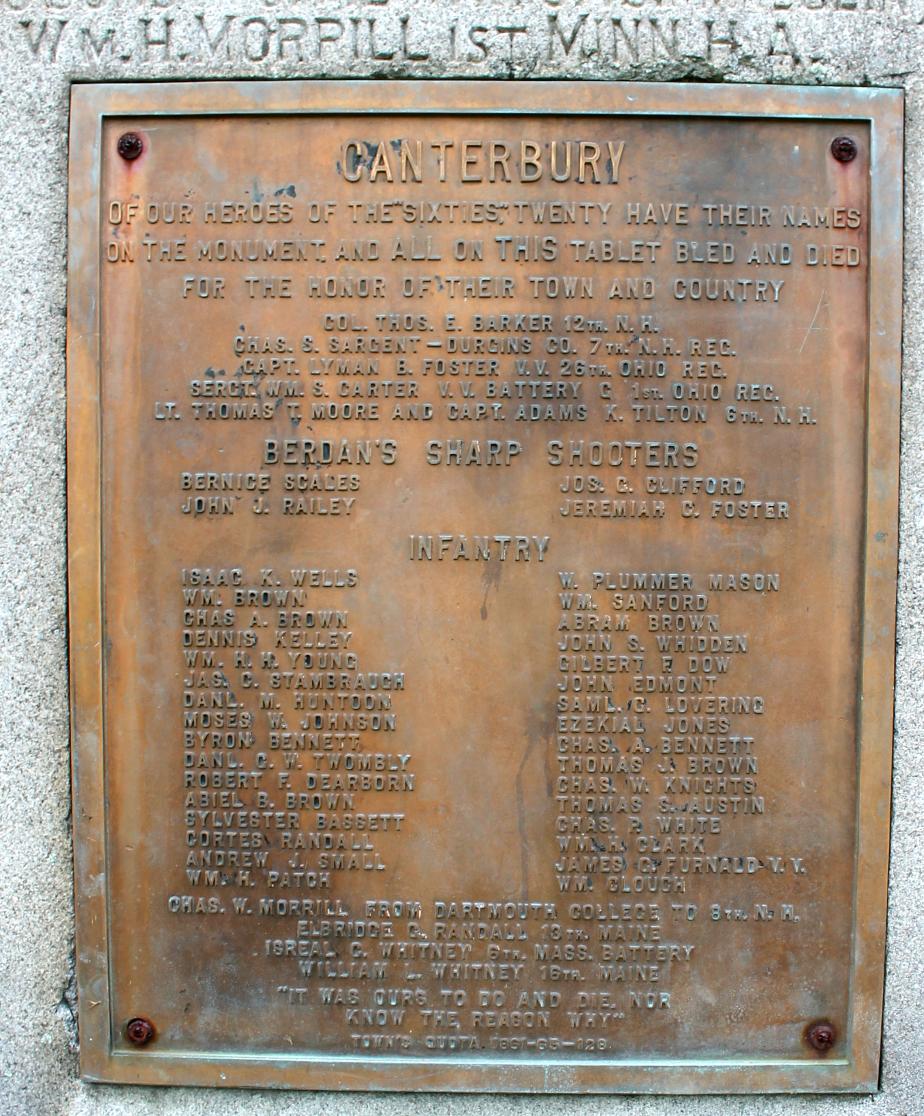 WM. H. MORRILL 1ST MINN. H. A.
CANTERBURY
OF OUR HEROES OF THE "SIXTIES," TWENTY HAVE THEIR NAMES
ON THE MONUMENT, AND ALL ON THIS TABLET BLED AND DIED
FOR THE HONOR OF THEIR TOWN AND COUNTRY
COL. THOS. E. BARKER 12TH. N. H.
CHAS. S. SARGENT - DURGINS CO. 7TH. N. H. REG.
CAPT. LYMAN B. FOSTER V. V. 26TH. OHIO REG.
SERGT. WM. S. CARTER V. V. BATTERY G 1ST. OHIO REG.
LT. THOMAS T. MOORE AND CAPT. ADAMS K. TILTON 6TH. N. H.
BERDAN'S SHARP SHOOTERS
BERNICE SCALES JOS. G. CLIFFORD
JOHN J. RAILEY JEREMIAH C. FOSTER
INFANTRY
ISAAC K. WELLS W. PLUMMER MASON
WM. BROWN WM. SANFORD
CHAS A. BROWN ABRAM BROWN
DENNIS KELLEY JOHN S. WHIDDEN
WM. H. H. YOUNG GILBERT F. DOW
JAS. C. STAMBRAUGH JOHN EDMONT
DANL. M. HUNTOON SAML. G. LOVERING
MOSES W. JOHNSON EZEKIAL JONES
BYRON BENNETT CHAS. A. BENNETT
DANL. G. W. TWOMBLY THOMAS J. BROWN
ROBERT F. DEARBORN CHAS. W. KNIGHTS
ABIEL B. BROWN THOMAS S. AUSTIN
SYLVESTER BASSETT CHAS. P. WHITE
CORTES RANDALL WM. H. CLARK
ANDREW J. SMALL JAMES G. FURNALD - V. V.
WM. H. PATCH WM. CLOUGH
CHAS. W. MORRILL FROM DARTMOUTH COLLEGE TO 8TH. N. H.
ELBRIDGE G. RANDALL 13TH. MAINE
ISREAL G. WHITNEY 6TH. MASS. BATTERY
WILLIAM L. WHITNEY 16TH. MAINE
"IT WAS OURS TO DO AND DIE, NOR
KNOW THE REASON WHY"
TOWN'S QUOTA. 1861-65-128.